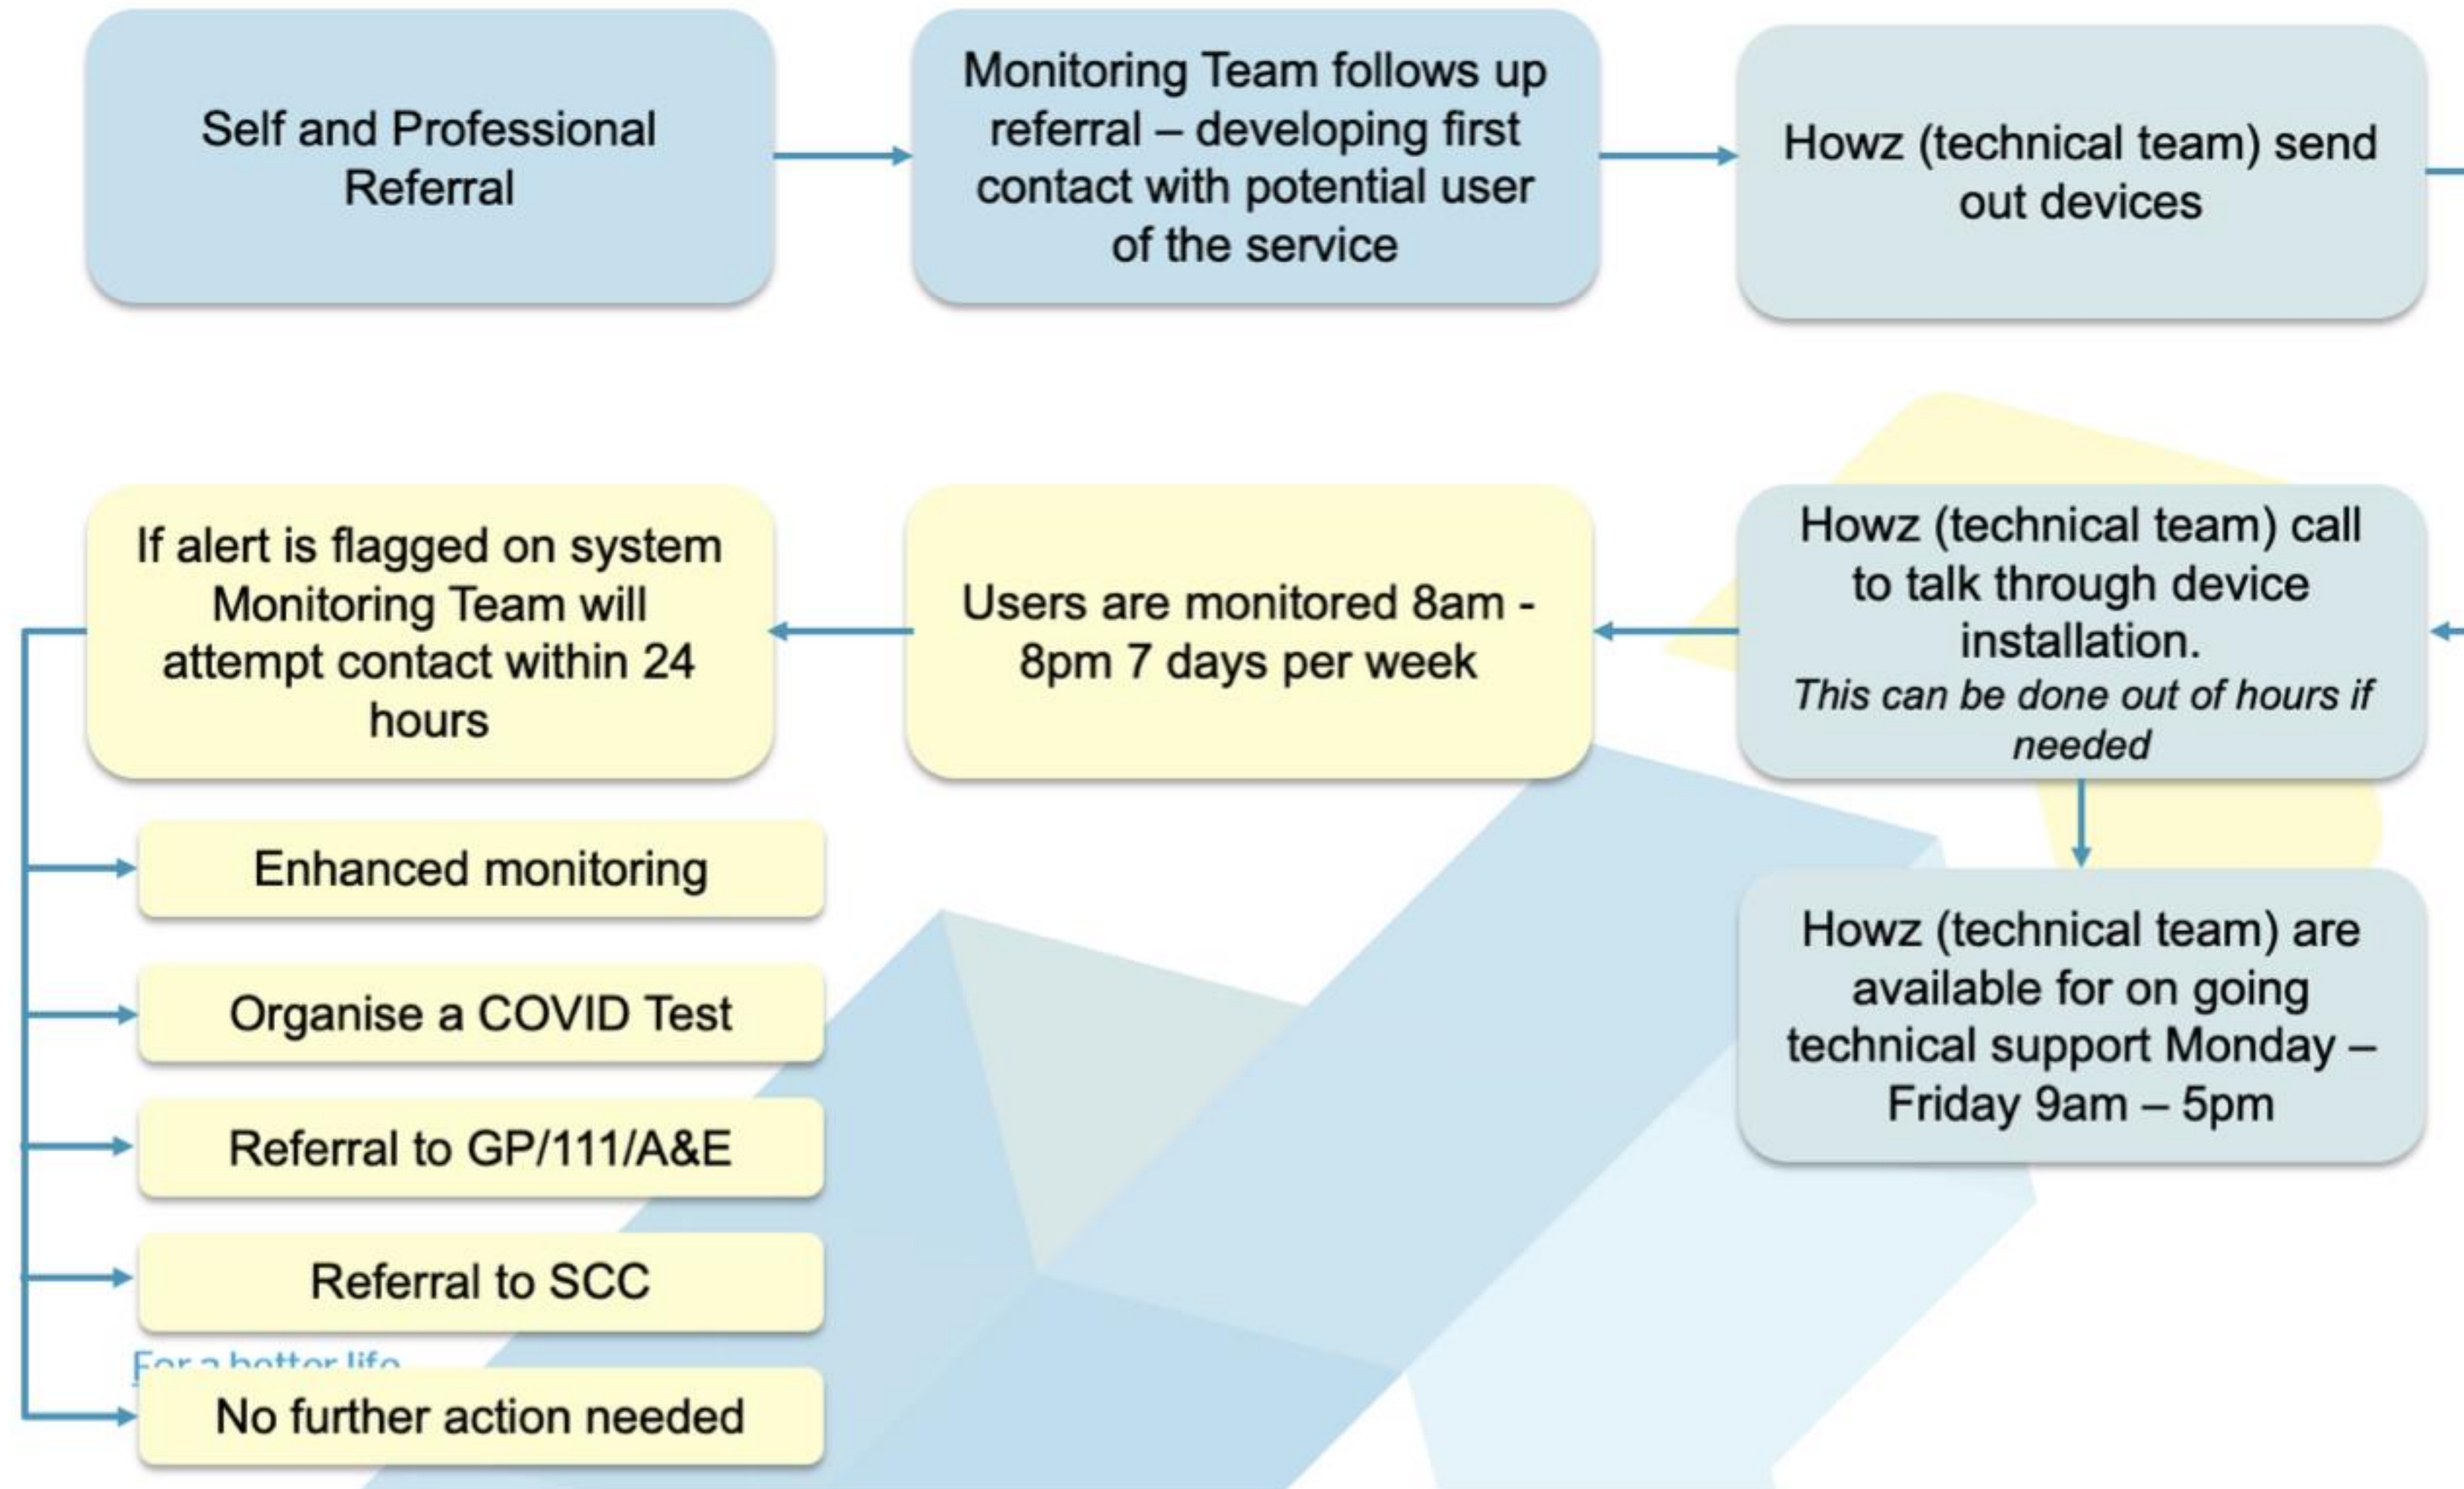 Self and Professional
Referral
Monitoring Team follows up
referral – developing first
contact with potential user
of the service
Howz (technical team) send
out devices
Howz (technical team) call
to talk through device
installation.
This can be done out of hours if
needed
Users are monitored 8am -
8pm 7 days per week
If alert is flagged on system
Monitoring Team will
attempt contact within 24
hours
Howz (technical team) are
available for on going
technical support Monday –
Friday 9am – 5pm
Enhanced monitoring
Organise a COVID Test
Referral to GP/111/A&E
Referral to SCC
For a better life
No further action needed